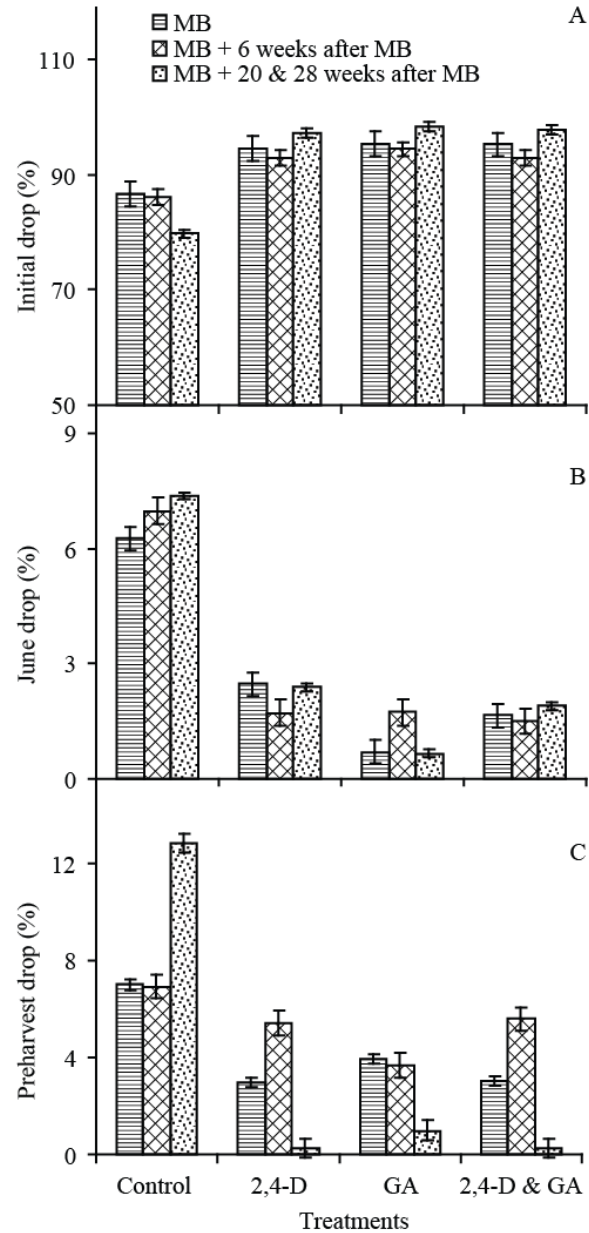 A
MB
MB + 6 weeks after MB
MB + 20 & 28 weeks after MB
110
90
70
50
Initial drop (%)
B
9
6
3
0
June drop (%)
C
12
8
4
0
Preharvest drop (%)
Control 2,4-D GA 2,4-D & GA
Treatments